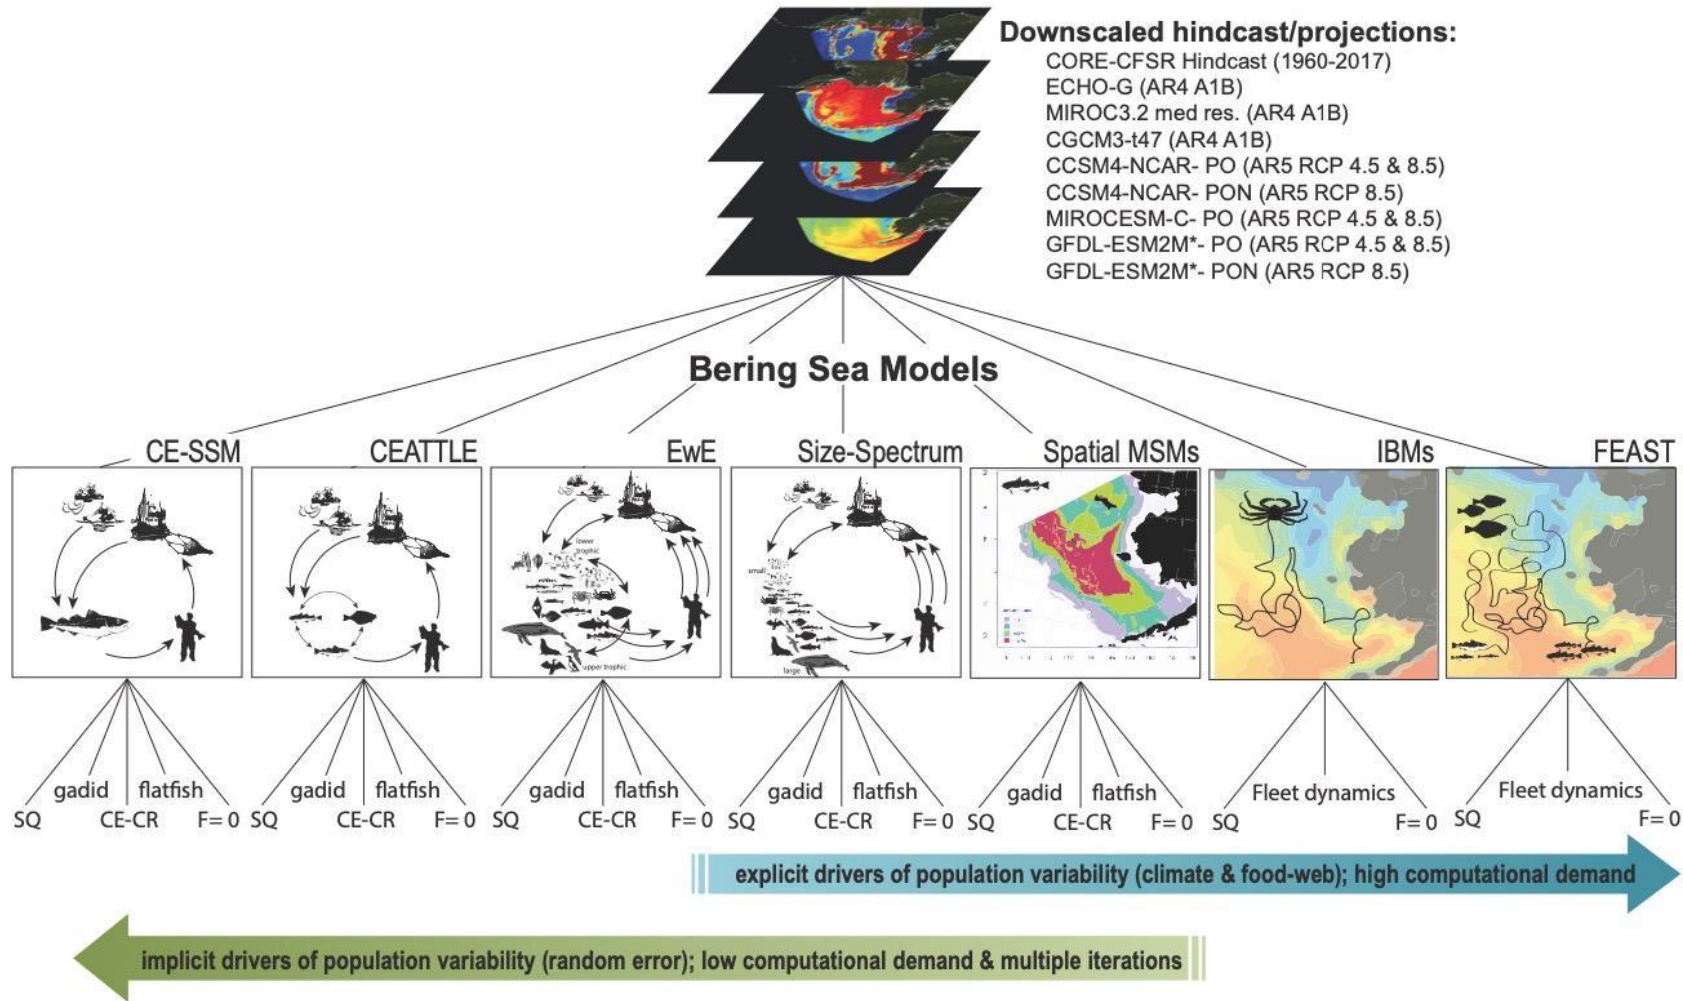 Downscaled hindcast/projections:
CORE-CFSR Hindcast (1960-2017)
ECHO-G (AR4 A1B)
MIROC3.2 med res. (AR4 A1B)
CGCM3-t47 (AR4 A1B)
CCSM4-NCAR- PO (AR5 RCP 4.5 & 8.5)
CCSM4-NCAR- PON (AR5 RCP 8.5)
MIROCESM-C- PO (AR5 RCP 4.5 & 8.5)
GFDL-ESM2M*- PO (AR5 RCP 4.5 & 8.5)
GFDL-ESM2M*- PON (AR5 RCP 8.5)
Bering Sea Models
CE-SSM
CEATTLE
EwE
Size-Spectrum
Spatial MSMs
IBMs
FEAST
lower
trophic
upper trophic
small
large
gadid flatfish
SQ CE-CR F= 0
gadid flatfish
SQ CE-CR F= 0
gadid flatfish
SQ CE-CR F= 0
gadid flatfish
SQ CE-CR F= 0
gadid flatfish
SQ CE-CR F= 0
Fleet dynamics
SQ F= 0
Fleet dynamics
SQ F= 0
explicit drivers of population variability (climate & food-web); high computational demand
implicit drivers of population variability (random error); low computational demand & multiple iterations